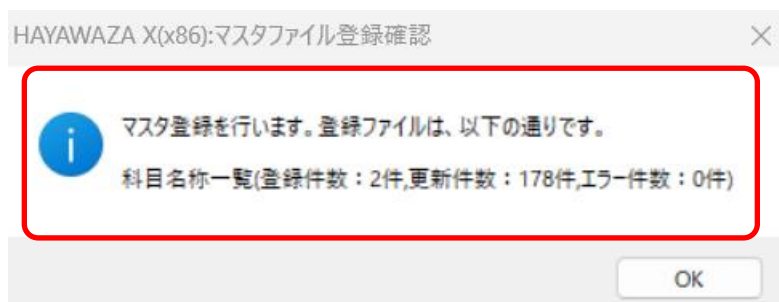 HAYAWAZA X(x86):マスタファイル登録確認
マスタ登録を行います。登録ファイルは、以下の通りです。
科目名称一覧(登録件数：2件,更新件数：178件,エラー件数：0件)
OK